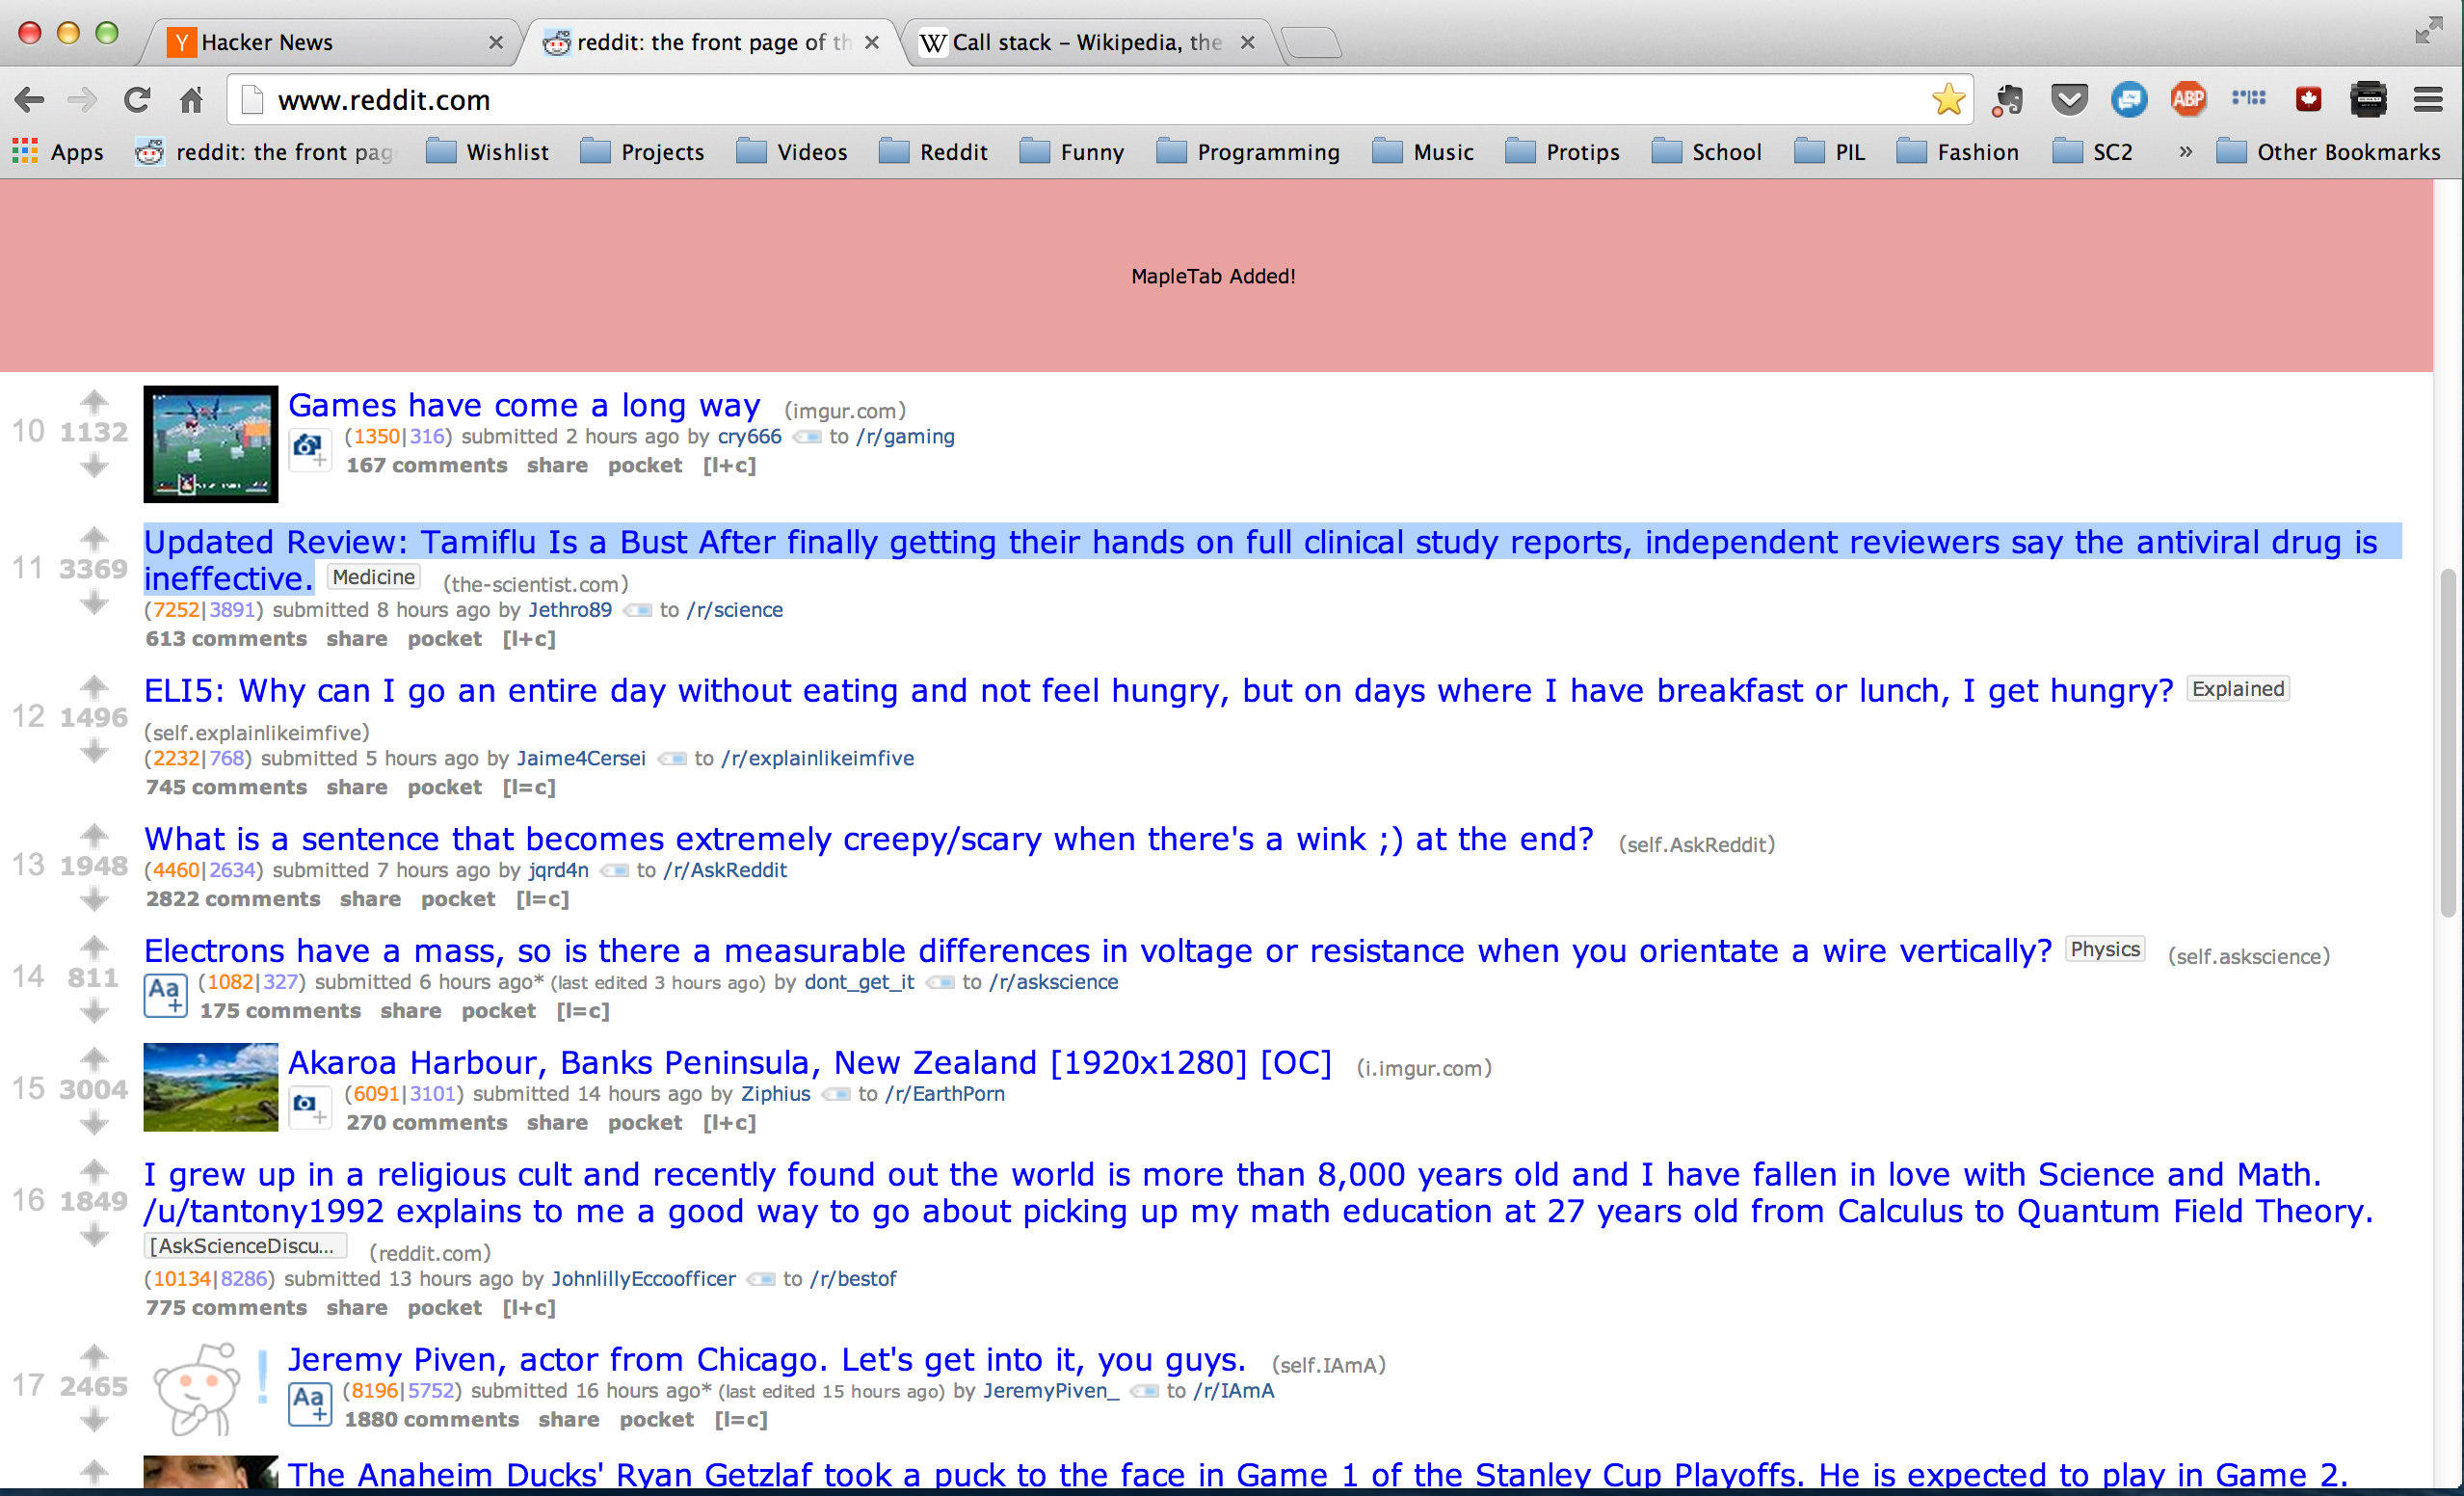 Hacker News
reddit: the front page of th
W Call stack – Wikipedia, the
www.reddit.com
ABP
Apps reddit: the front pag Wishlist Projects Videos Reddit Funny Programming Music Protips School PIL Fashion SC2 » Other Bookmarks
MapleTab Added!
10 1132
Games have come a long way (imgur.com)
(1350|316) submitted 2 hours ago by cry666 to /r/gaming
167 comments share pocket [l+c]
11 3369
Updated Review: Tamiflu Is a Bust After finally getting their hands on full clinical study reports, independent reviewers say the antiviral drug is
ineffective. Medicine (the-scientist.com)
(7252|3891) submitted 8 hours ago by Jethro89 to /r/science
613 comments share pocket [l+c]
12 1496
ELI5: Why can I go an entire day without eating and not feel hungry, but on days where I have breakfast or lunch, I get hungry? Explained
(self.explainlikeimfive)
(2232|768) submitted 5 hours ago by Jaime4Cersei to /r/explainlikeimfive
745 comments share pocket [l=c]
13 1948
What is a sentence that becomes extremely creepy/scary when there's a wink ;) at the end? (self.AskReddit)
(4460|2634) submitted 7 hours ago by jqrd4n to /r/AskReddit
2822 comments share pocket [l=c]
14 811
Electrons have a mass, so is there a measurable differences in voltage or resistance when you orientate a wire vertically? Physics (self.askscience)
Aa+ (1082|327) submitted 6 hours ago* (last edited 3 hours ago) by dont_get_it to /r/askscience
175 comments share pocket [l=c]
15 3004
Akaroa Harbour, Banks Peninsula, New Zealand [1920x1280] [OC] (i.imgur.com)
(6091|3101) submitted 14 hours ago by Ziphius to /r/EarthPorn
270 comments share pocket [l+c]
16 1849
I grew up in a religious cult and recently found out the world is more than 8,000 years old and I have fallen in love with Science and Math.
/u/tantony1992 explains to me a good way to go about picking up my math education at 27 years old from Calculus to Quantum Field Theory.
[AskScienceDiscu... (reddit.com)
(10134|8286) submitted 13 hours ago by JohnlillyEccoofficer to /r/bestof
775 comments share pocket [l+c]
17 2465
Jeremy Piven, actor from Chicago. Let's get into it, you guys. (self.IAmA)
Aa+ (8196|5752) submitted 16 hours ago* (last edited 15 hours ago) by JeremyPiven_ to /r/IAmA
1880 comments share pocket [l=c]
The Anaheim Ducks' Ryan Getzlaf took a puck to the face in Game 1 of the Stanley Cup Playoffs. He is expected to play in Game 2.